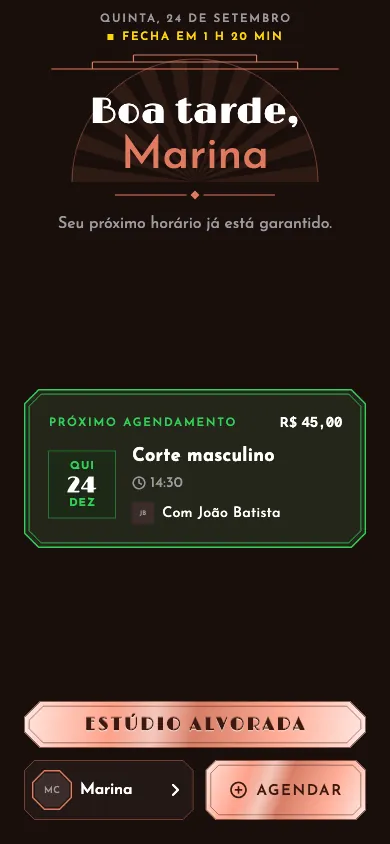 QUINTA, 24 DE SETEMBRO
FECHA EM 1 H 20 MIN
Boa tarde,
Marina
Seu próximo horário já está garantido.
PRÓXIMO AGENDAMENTO R$ 45,00
QUI
24
DEZ
Corte masculino
14:30
JB Com João Batista
ESTÚDIO ALVORADA
MC Marina
AGENDAR